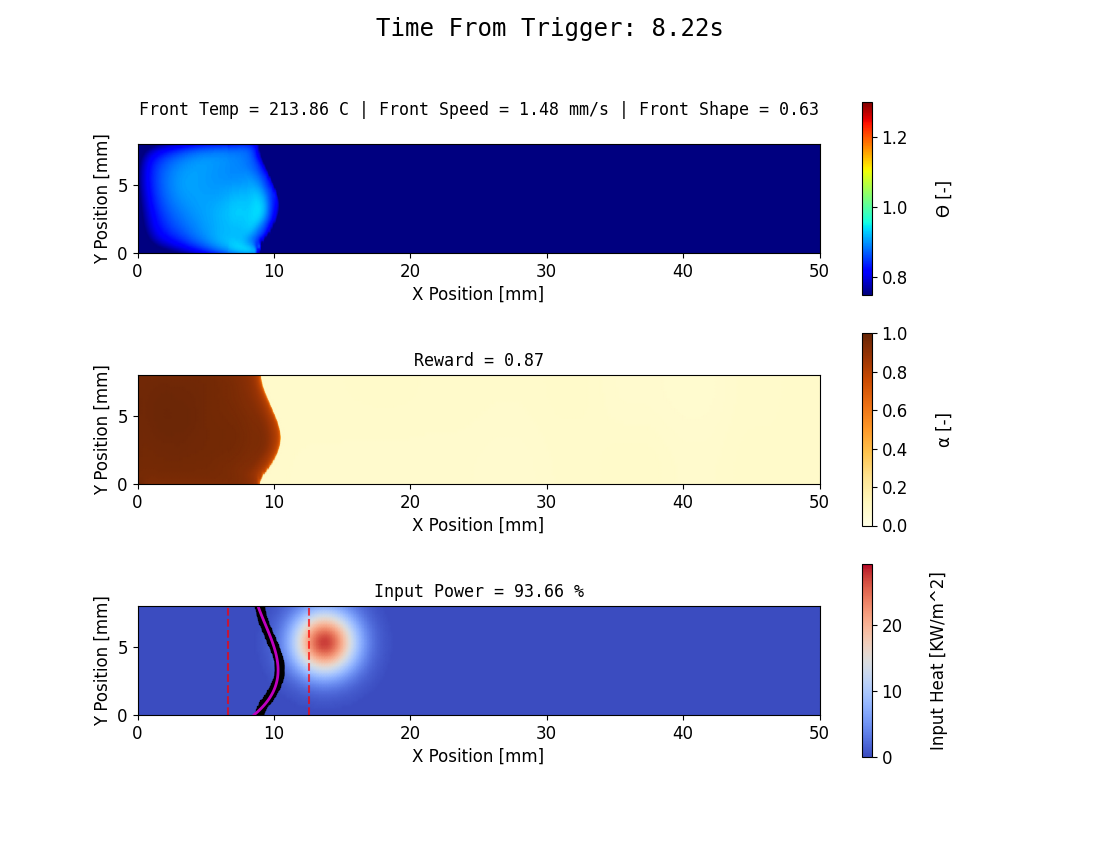 Time From Trigger: 8.22s
Front Temp = 213.86 C | Front Speed = 1.48 mm/s | Front Shape = 0.63
Y Position [mm]
5
0
0 10 20 30 40 50
X Position [mm]
1.2
1.0
0.8
Θ [-]
Reward = 0.87
Y Position [mm]
5
0
0 10 20 30 40 50
X Position [mm]
1.0
0.8
0.6
0.4
0.2
0.0
α [-]
Input Power = 93.66 %
Y Position [mm]
5
0
0 10 20 30 40 50
X Position [mm]
20
10
0
Input Heat [KW/m^2]